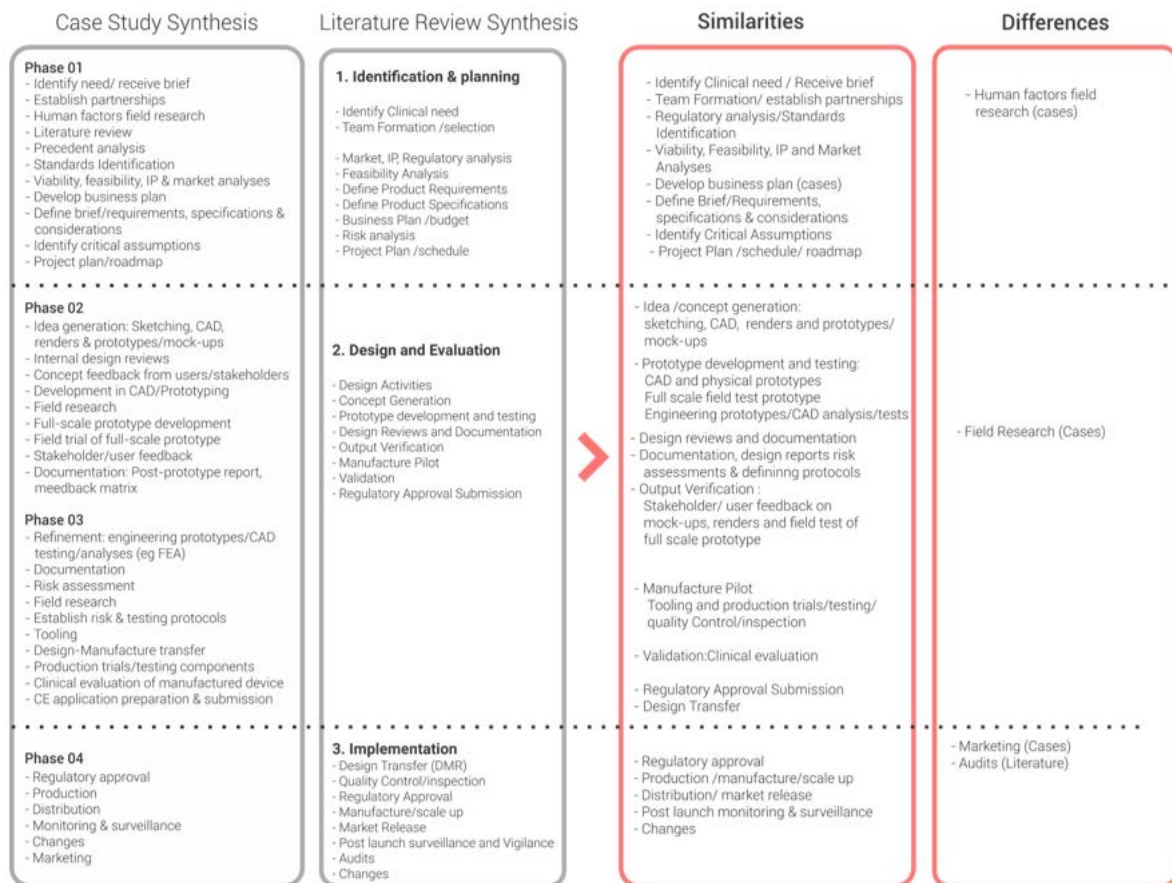 Case Study Synthesis
Literature Review Synthesis
Similarities
Differences
Phase 01
- Identify need/ receive brief
- Establish partnerships
- Human factors field research
- Literature review
- Precedent analysis
- Standards Identification
- Viability, feasibility, IP & market analyses
- Develop business plan
- Define brief/requirements, specifications &
considerations
- Identify critical assumptions
- Project plan/roadmap
1. Identification & planning
- Identify Clinical need
- Team Formation /selection
- Market, IP, Regulatory analysis
- Feasibility Analysis
- Define Product Requirements
- Define Product Specifications
- Business Plan /budget
- Risk analysis
- Project Plan /schedule
- Identify Clinical need / Receive brief
- Team Formation/ establish partnerships
- Regulatory analysis/Standards
Identification
- Viability, Feasibility, IP and Market
Analyses
- Develop business plan (cases)
- Define Brief/Requirements,
specifications & considerations
- Identify Critical Assumptions
- Project Plan /schedule/ roadmap
- Human factors field
research (cases)
Phase 02
- Idea generation: Sketching, CAD,
renders & prototypes/mock-ups
- Internal design reviews
- Concept feedback from users/stakeholders
- Development in CAD/Prototyping
- Field research
- Full-scale prototype development
- Field trial of full-scale prototype
- Stakeholder/user feedback
- Documentation: Post-prototype report,
meedback matrix
Phase 03
- Refinement: engineering prototypes/CAD
testing/analyses (eg FEA)
- Documentation
- Risk assessment
- Field research
- Establish risk & testing protocols
- Tooling
- Design-Manufacture transfer
- Production trials/testing components
- Clinical evaluation of manufactured device
- CE application preparation & submission
2. Design and Evaluation
- Design Activities
- Concept Generation
- Prototype development and testing
- Design Reviews and Documentation
- Output Verification
- Manufacture Pilot
- Validation
- Regulatory Approval Submission
- Idea /concept generation:
sketching, CAD, renders and prototypes/
mock-ups
- Prototype development and testing:
CAD and physical prototypes
Full scale field test prototype
Engineering prototypes/CAD analysis/tests
- Design reviews and documentation
- Documentation, design reports risk
assessments & definining protocols
- Output Verification :
Stakeholder/ user feedback on
mock-ups, renders and field test of
full scale prototype
- Manufacture Pilot
Tooling and production trials/testing/
quality Control/inspection
- Validation:Clinical evaluation
- Regulatory Approval Submission
- Design Transfer
- Field Research (Cases)
Phase 04
- Regulatory approval
- Production
- Distribution
- Monitoring & surveillance
- Changes
- Marketing
3. Implementation
- Design Transfer (DMR)
- Quality Control/inspection
- Regulatory Approval
- Manufacture/scale up
- Market Release
- Post launch surveillance and Vigilance
- Audits
- Changes
- Regulatory approval
- Production /manufacture/scale up
- Distribution/ market release
- Post launch monitoring & surveillance
- Changes
- Marketing (Cases)
- Audits (Literature)